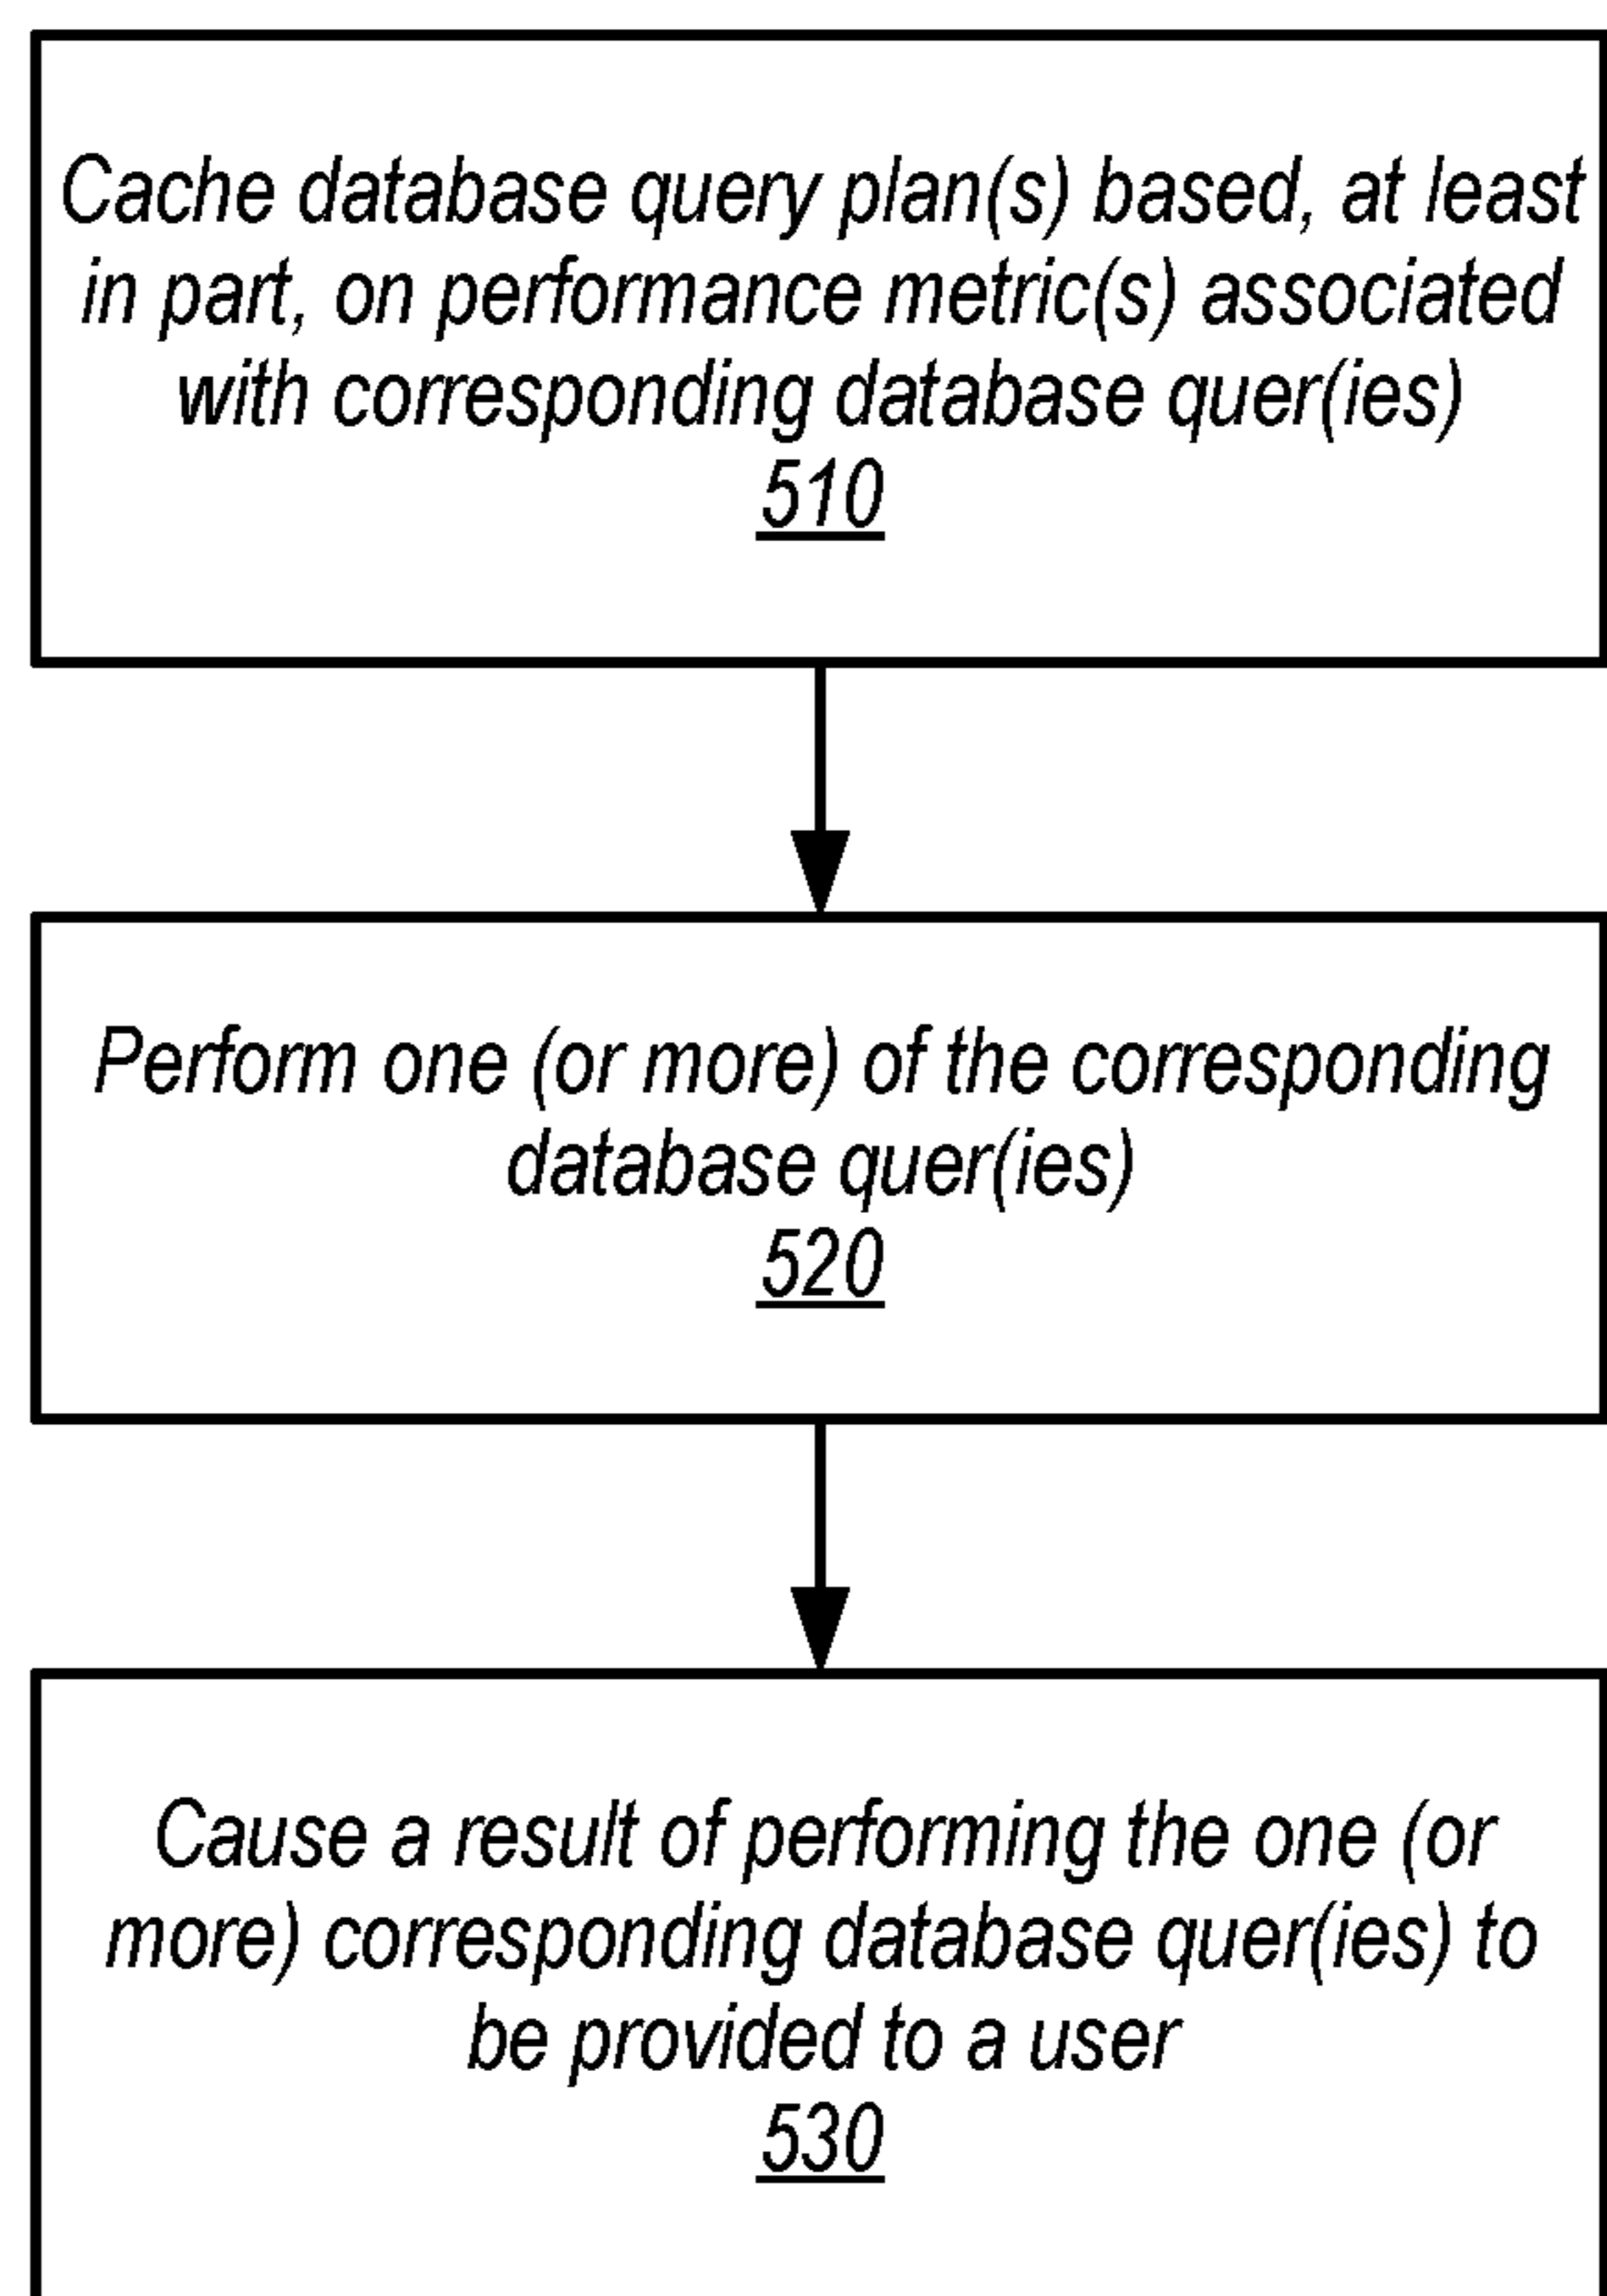 Cache database query plan(s) based, at least
in part, on performance metric(s) associated
with corresponding database quer(ies)
510
Perform one (or more) of the corresponding
database quer(ies)
520
Cause a result of performing the one (or
more) corresponding database quer(ies) to
be provided to a user
530